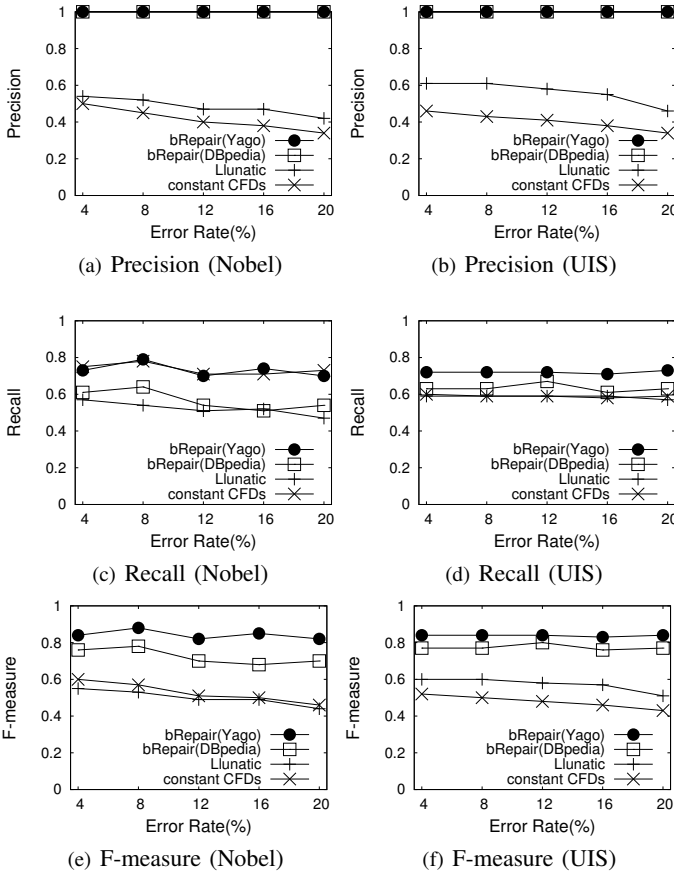 1
0.8
0.6
0.4
0.2
0
Precision
bRepair(Yago)
bRepair(DBpedia)
Llunatic
constant CFDs
4 8 12 16 20
Error Rate(%)
(a) Precision (Nobel)
1
0.8
0.6
0.4
0.2
0
Precision
bRepair(Yago)
bRepair(DBpedia)
Llunatic
constant CFDs
4 8 12 16 20
Error Rate(%)
(b) Precision (UIS)
1
0.8
0.6
0.4
0.2
0
Recall
bRepair(Yago)
bRepair(DBpedia)
Llunatic
constant CFDs
4 8 12 16 20
Error Rate(%)
(c) Recall (Nobel)
1
0.8
0.6
0.4
0.2
0
Recall
bRepair(Yago)
bRepair(DBpedia)
Llunatic
constant CFDs
4 8 12 16 20
Error Rate(%)
(d) Recall (UIS)
1
0.8
0.6
0.4
0.2
0
F-measure
bRepair(Yago)
bRepair(DBpedia)
Llunatic
constant CFDs
4 8 12 16 20
Error Rate(%)
(e) F-measure (Nobel)
1
0.8
0.6
0.4
0.2
0
F-measure
bRepair(Yago)
bRepair(DBpedia)
Llunatic
constant CFDs
4 8 12 16 20
Error Rate(%)
(f) F-measure (UIS)